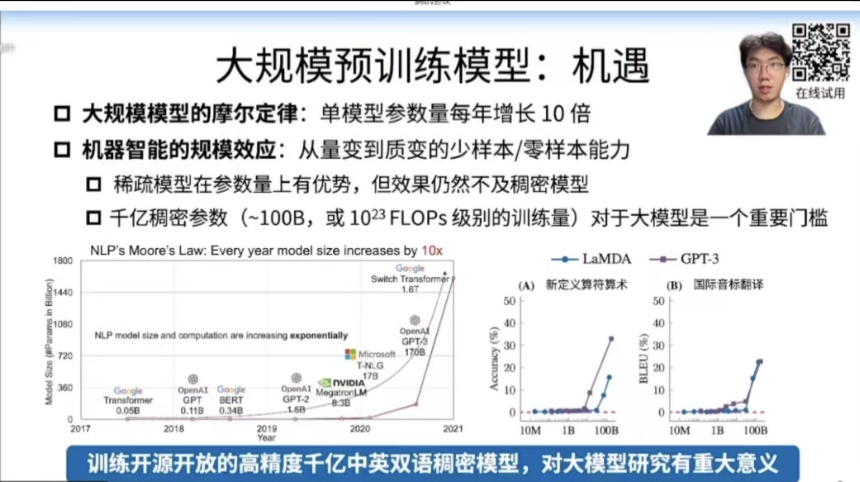 大规模预训练模型：机遇
在线试用
大规模模型的摩尔定律：单模型参数量每年增长 10 倍
机器智能的规模效应：从量变到质变的少样本/零样本能力
稀疏模型在参数量上有优势，但效果仍然不及稠密模型
千亿稠密参数（~100B，或 10²³ FLOPs 级别的训练量）对于大模型是一个重要门槛
NLP's Moore's Law: Every year model size increases by 10x
Model Size (#Params in Billion)
1800
1440
1080
720
360
0
2017
2018
2019
2020
2021
Year
NLP model size and computation are increasing exponentially
Google
Transformer
0.05B
OpenAI
GPT
0.11B
Google
BERT
0.34B
OpenAI
GPT-2
1.5B
NVIDIA
MegatronLM
8.3B
Microsoft
T-NLG
17B
OpenAI
GPT-3
170B
Google
Switch Transformer
1.6T
LaMDA
GPT-3
(A) 新定义算符算术
Accuracy (%)
50
40
30
20
10
0
10M
1B
100B
(B) 国际音标翻译
BLEU (%)
50
40
30
20
10
0
10M
1B
100B
训练开源开放的高精度千亿中英双语稠密模型，对大模型研究有重大意义